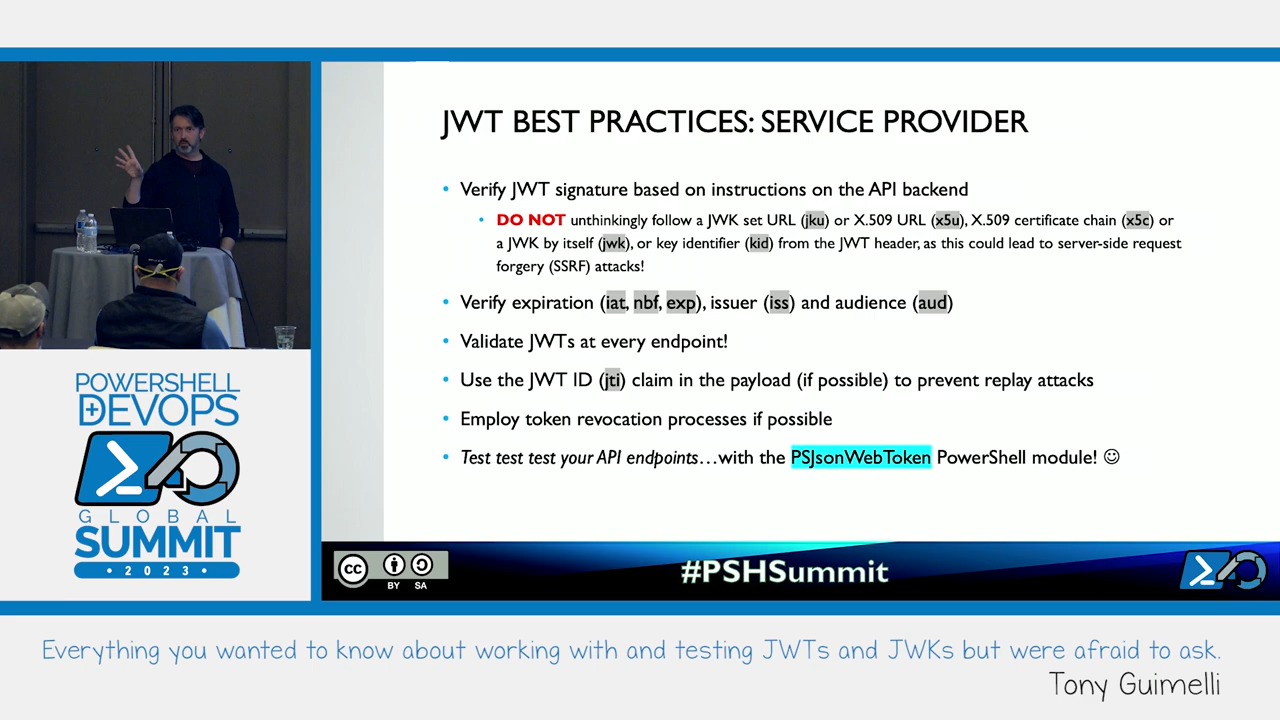 JWT BEST PRACTICES: SERVICE PROVIDER
• Verify JWT signature based on instructions on the API backend
• DO NOT unthinkingly follow a JWK set URL (jku) or X.509 URL (x5u), X.509 certificate chain (x5c) or
a JWK by itself (jwk), or key identifier (kid) from the JWT header, as this could lead to server-side request
forgery (SSRF) attacks!
• Verify expiration (iat, nbf, exp), issuer (iss) and audience (aud)
• Validate JWTs at every endpoint!
• Use the JWT ID (jti) claim in the payload (if possible) to prevent replay attacks
• Employ token revocation processes if possible
• Test test test your API endpoints…with the PSJsonWebToken PowerShell module! ☺
POWERSHELL
+DEVOPS
GLOBAL
SUMMIT
• 2023 •
cc
BY SA
#PSHSummit
Everything you wanted to know about working with and testing JWTs and JWKs but were afraid to ask.
Tony Guimelli